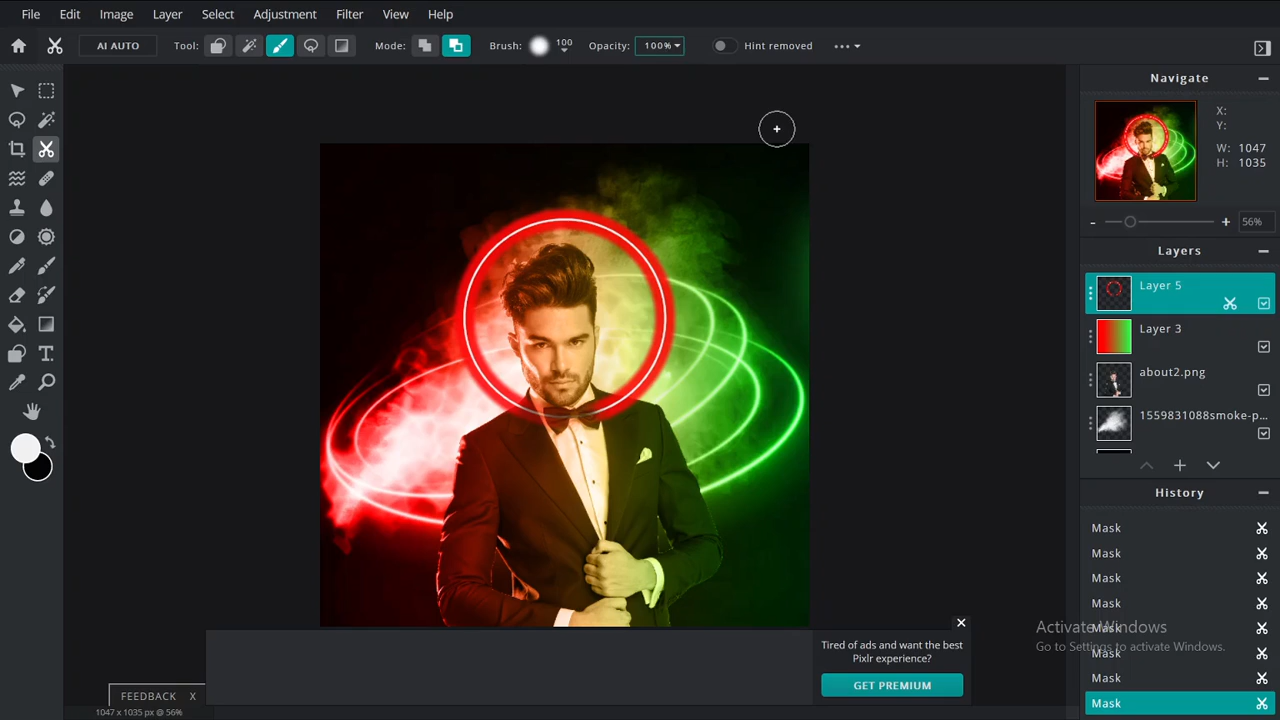 File Edit Image Layer Select Adjustment Filter View Help
AI AUTO Tool: Mode: Brush: 100 Opacity: 100% Hint removed
Navigate
X:
Y:
W: 1047
H: 1035
- + 56%
Layers
Layer 5
Layer 3
about2.png
1559831088smoke-p...
History
Mask
Mask
Mask
Mask
Mask
Mask
Mask
Mask
Activate Windows
Go to Settings to activate Windows.
Tired of ads and want the best
Pixlr experience?
GET PREMIUM
FEEDBACK X
1047 x 1035 px @ 56%